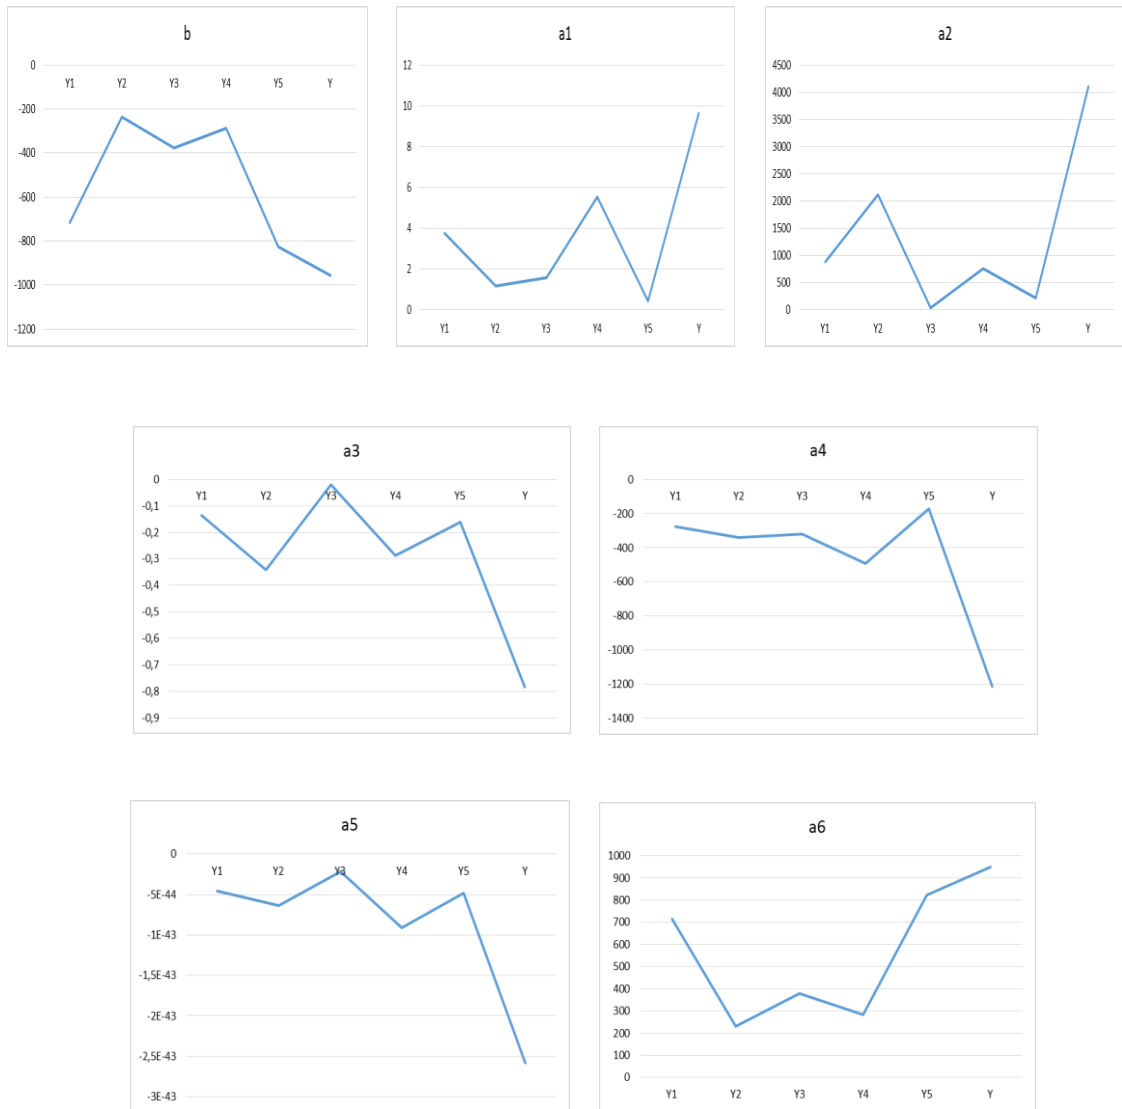 b
0
Y1 Y2 Y3 Y4 Y5 Y
-200
-400
-600
-800
-1000
-1200
a1
12
10
8
6
4
2
0
Y1 Y2 Y3 Y4 Y5 Y
a2
4500
4000
3500
3000
2500
2000
1500
1000
500
0
Y1 Y2 Y3 Y4 Y5 Y
a3
0
Y1 Y2 Y3 Y4 Y5 Y
-0,1
-0,2
-0,3
-0,4
-0,5
-0,6
-0,7
-0,8
-0,9
a4
0
Y1 Y2 Y3 Y4 Y5 Y
-200
-400
-600
-800
-1000
-1200
-1400
a5
0
Y1 Y2 Y3 Y4 Y5 Y
-5E-44
-1E-43
-1,5E-43
-2E-43
-2,5E-43
-3E-43
a6
1000
900
800
700
600
500
400
300
200
100
0
Y1 Y2 Y3 Y4 Y5 Y